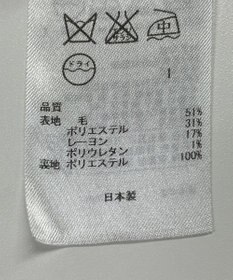 中
ドライ
1
品質
表地 毛 51%
ポリエステル 31%
レーヨン 17%
ポリウレタン 1%
裏地 ポリエステル 100%
日本製